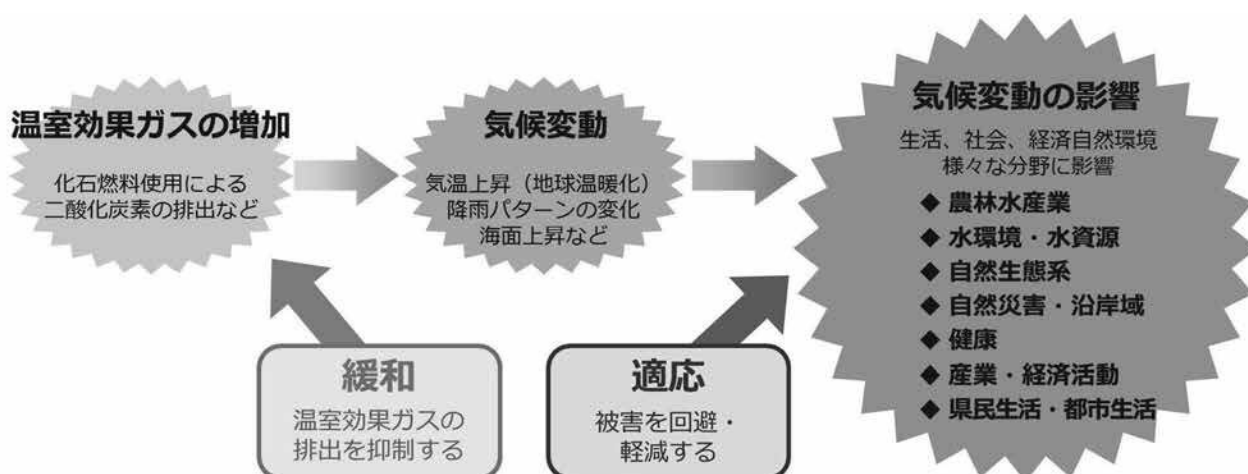 温室効果ガスの増加
化石燃料使用による
二酸化炭素の排出など
気候変動
気温上昇（地球温暖化）
降雨パターンの変化
海面上昇など
気候変動の影響
生活、社会、経済自然環境
様々な分野に影響
◆ 農林水産業
◆ 水環境・水資源
◆ 自然生態系
◆ 自然災害・沿岸域
◆ 健康
◆ 産業・経済活動
◆ 県民生活・都市生活
緩和
温室効果ガスの
排出を抑制する
適応
被害を回避・
軽減する